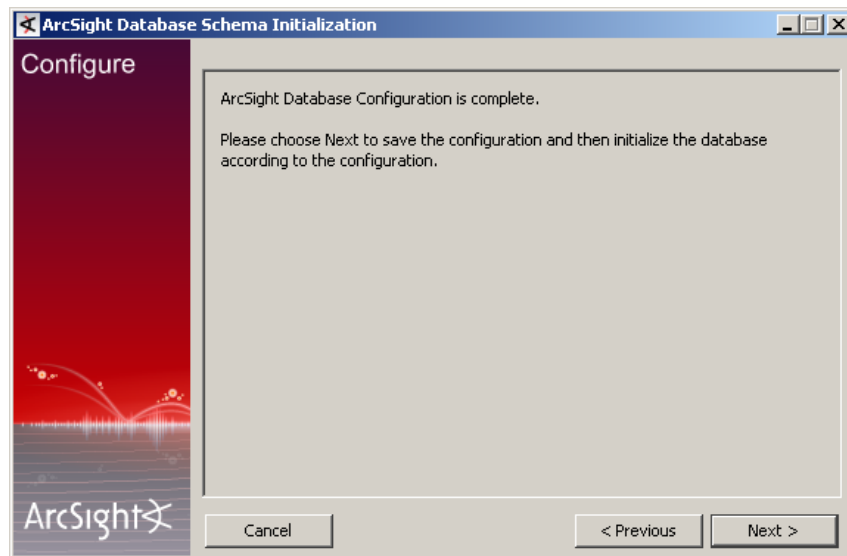 ArcSight Database Schema Initialization
Configure
ArcSight Database Configuration is complete.
Please choose Next to save the configuration and then initialize the database
according to the configuration.
ArcSight
Cancel
< Previous
Next >